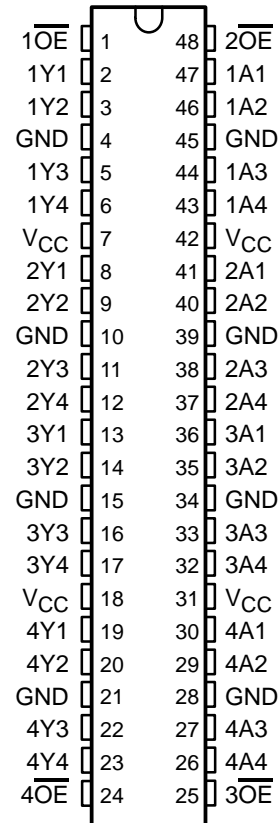 1O̅E̅ 1 48 2O̅E̅
1Y1 2 47 1A1
1Y2 3 46 1A2
GND 4 45 GND
1Y3 5 44 1A3
1Y4 6 43 1A4
VCC 7 42 VCC
2Y1 8 41 2A1
2Y2 9 40 2A2
GND 10 39 GND
2Y3 11 38 2A3
2Y4 12 37 2A4
3Y1 13 36 3A1
3Y2 14 35 3A2
GND 15 34 GND
3Y3 16 33 3A3
3Y4 17 32 3A4
VCC 18 31 VCC
4Y1 19 30 4A1
4Y2 20 29 4A2
GND 21 28 GND
4Y3 22 27 4A3
4Y4 23 26 4A4
4O̅E̅ 24 25 3O̅E̅